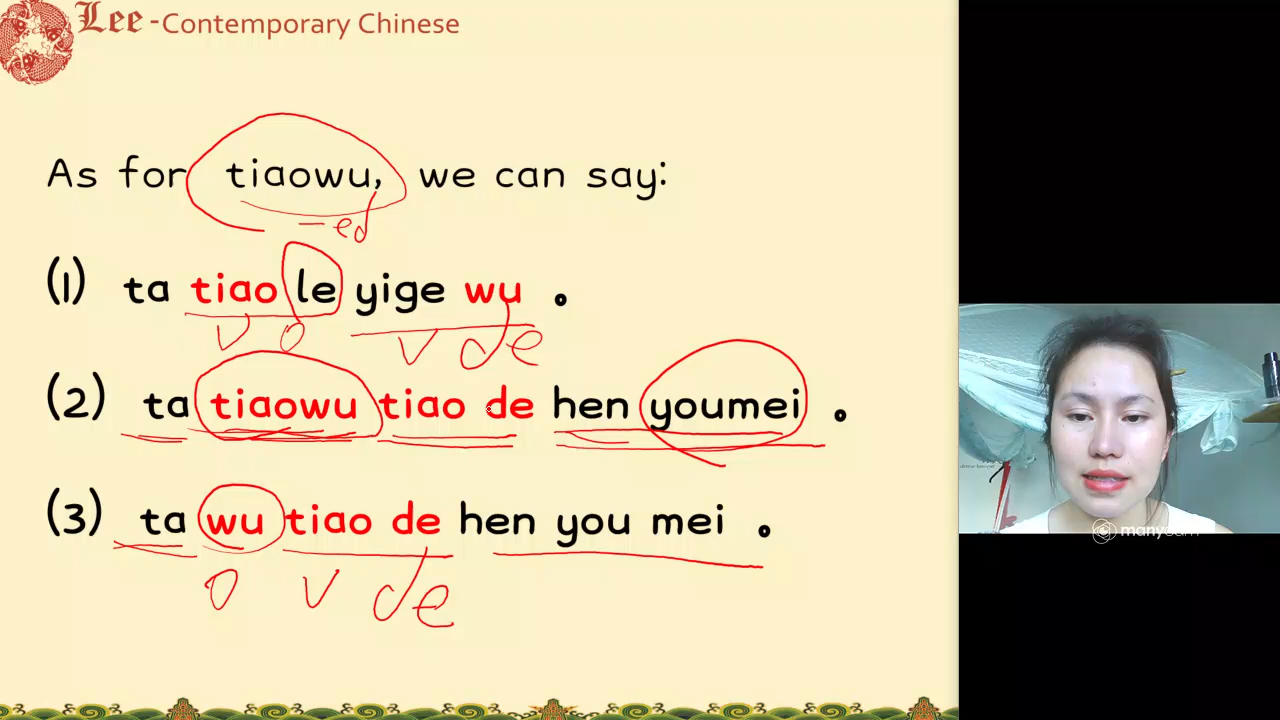 Lee -Contemporary Chinese
As for tiaowu, we can say:
-ed
(1) ta tiao le yige wu 。
V O V de
(2) ta tiaowu tiao de hen youmei 。
(3) ta wu tiao de hen you mei 。
O V de
manycam